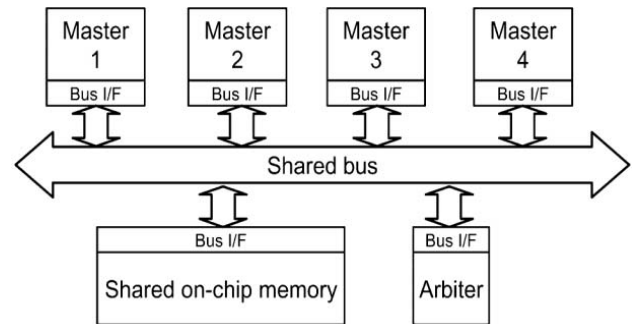 Master
1
Bus I/F
Master
2
Bus I/F
Master
3
Bus I/F
Master
4
Bus I/F
Shared bus
Bus I/F
Shared on-chip memory
Bus I/F
Arbiter